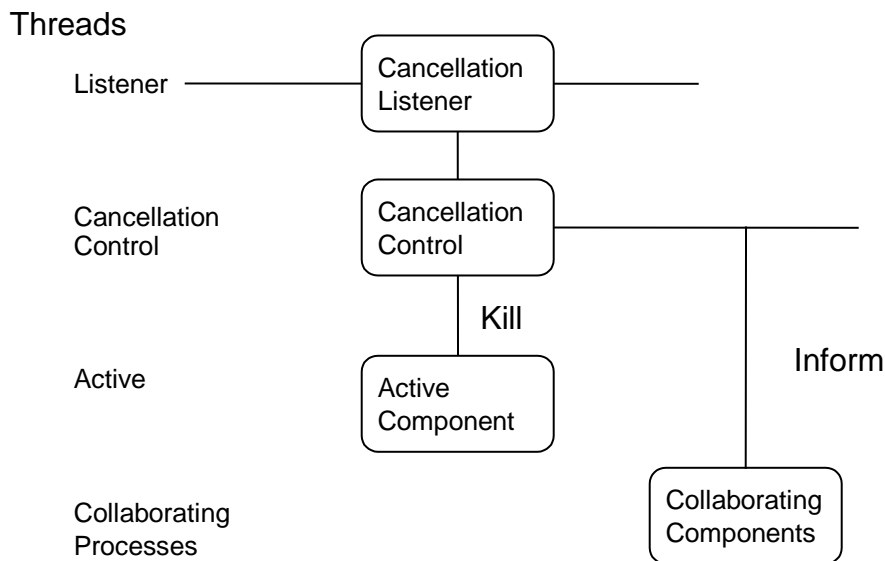 Threads
Listener
Cancellation
Listener
Cancellation
Control
Cancellation
Control
Kill
Inform
Active
Active
Component
Collaborating
Processes
Collaborating
Components